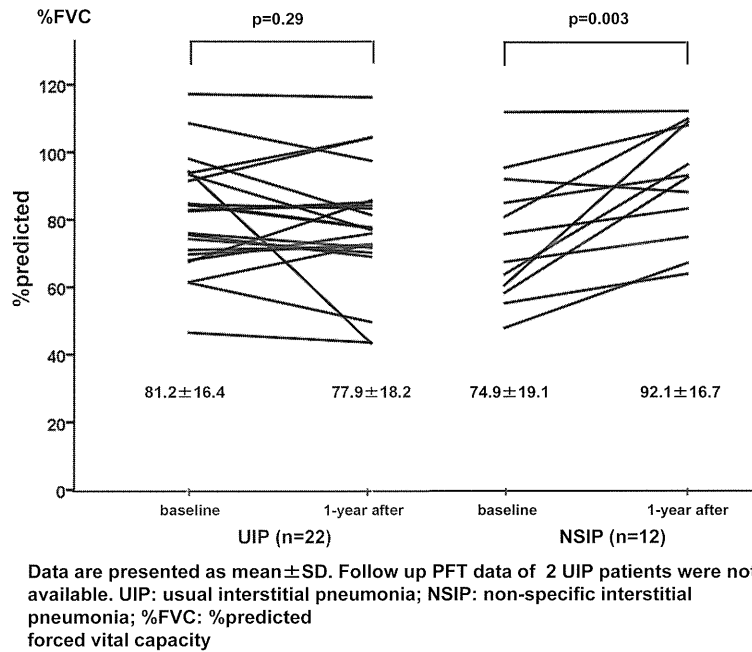 %FVC
p=0.29
p=0.003
%predicted
120
100
80
60
40
20
0
81.2±16.4
77.9±18.2
74.9±19.1
92.1±16.7
baseline
1-year after
baseline
1-year after
UIP (n=22)
NSIP (n=12)
Data are presented as mean±SD. Follow up PFT data of 2 UIP patients were not
available. UIP: usual interstitial pneumonia; NSIP: non-specific interstitial
pneumonia; %FVC: %predicted
forced vital capacity